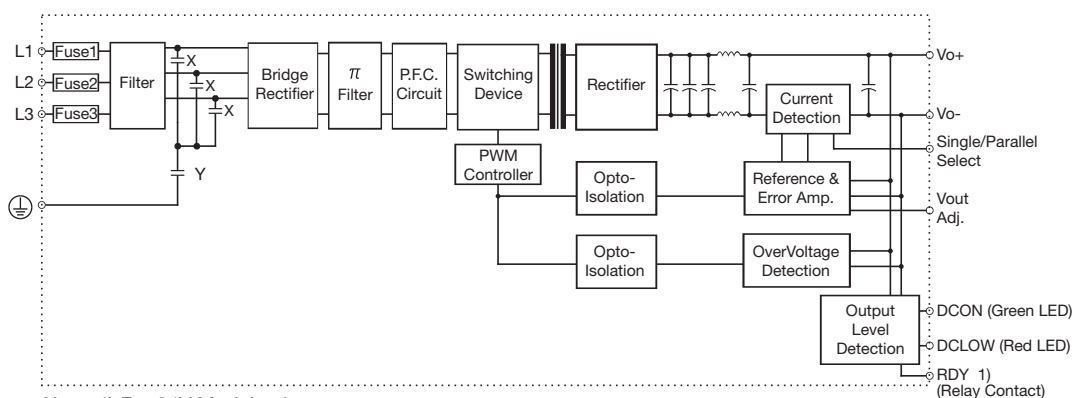 L1
Fuse1
L2
Fuse2
L3
Fuse3
Filter
X
X
X
Y
Bridge
Rectifier
π
Filter
P.F.C.
Circuit
Switching
Device
Rectifier
Current
Detection
Vo+
Vo-
Single/Parallel
Select
PWM
Controller
Opto-
Isolation
Reference &
Error Amp.
Vout
Adj.
Opto-
Isolation
OverVoltage
Detection
Output
Level
Detection
DCON (Green LED)
DCLOW (Red LED)
RDY 1)
(Relay Contact)